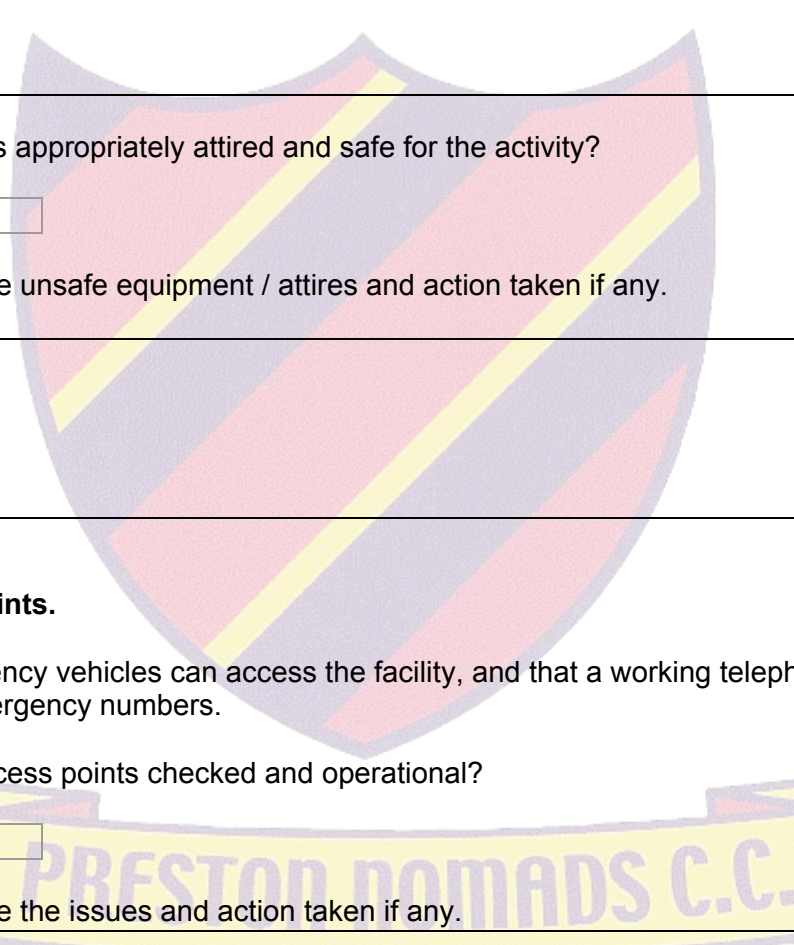 s appropriately attired and safe for the activity?
e unsafe equipment / attires and action taken if any.
ints.
ency vehicles can access the facility, and that a working teleph
ergency numbers.
cess points checked and operational?
PRESTON NOMADS C.C.
e the issues and action taken if any.